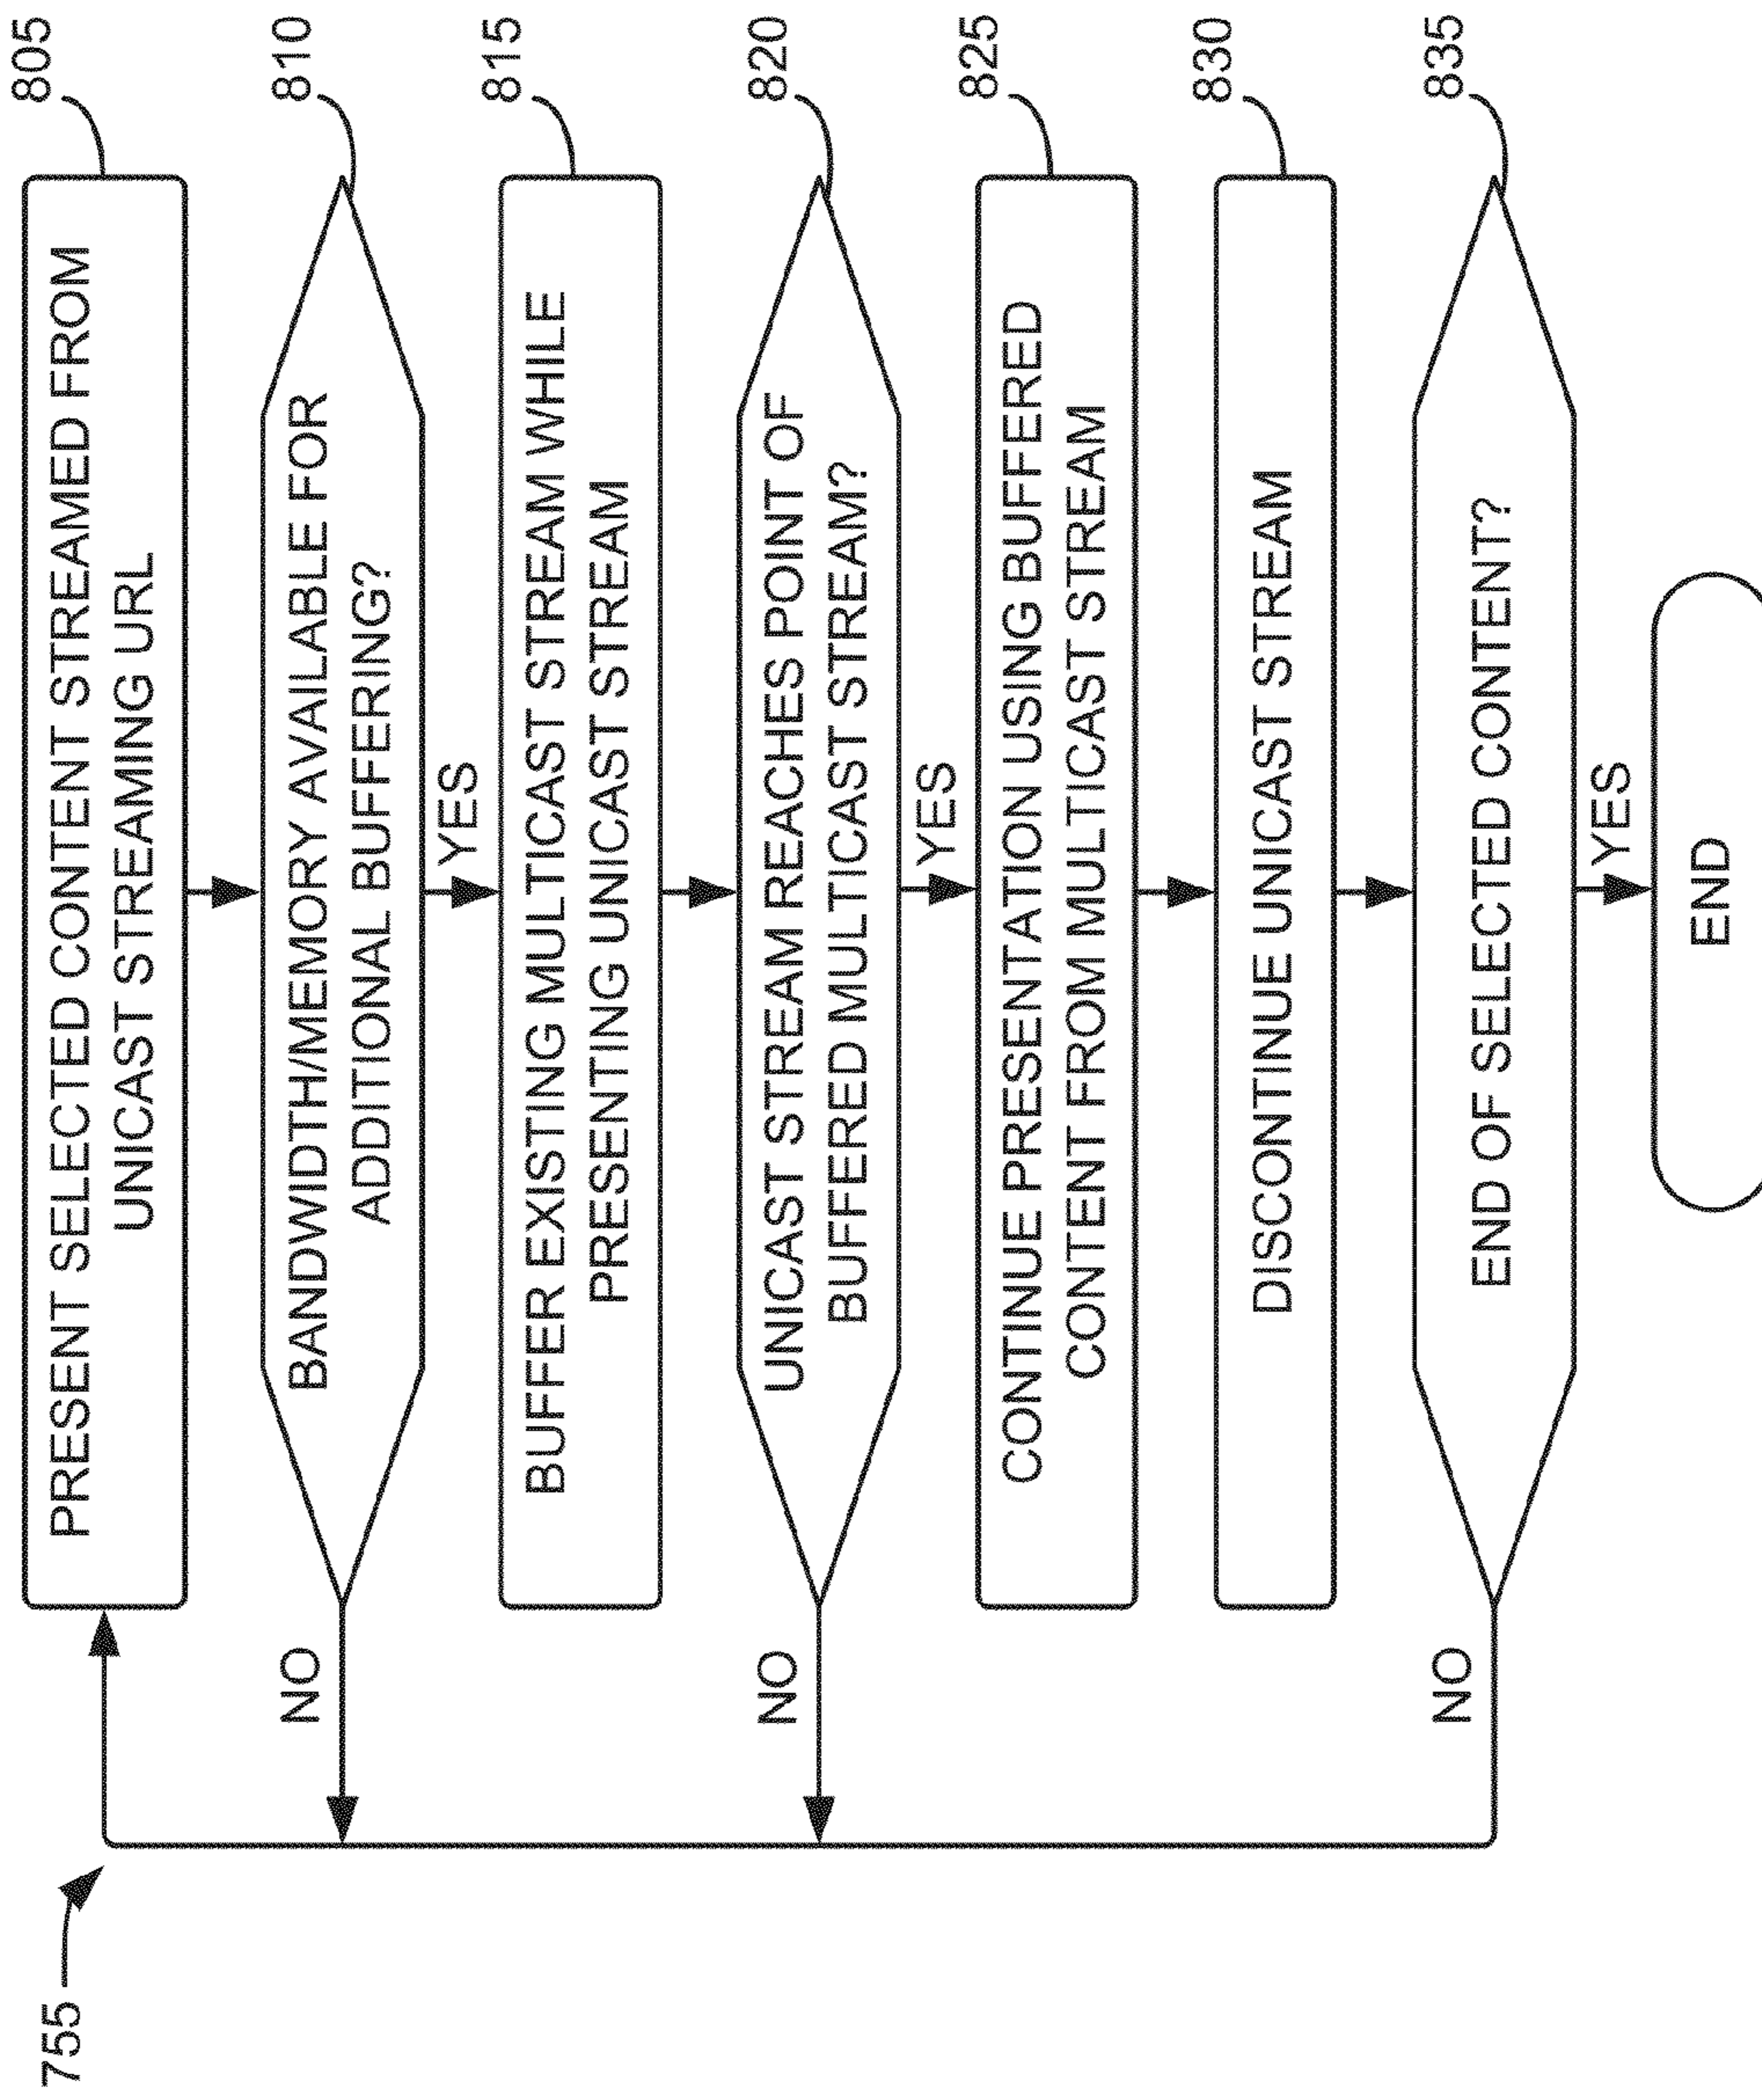 755
805
PRESENT SELECTED CONTENT STREAMED FROM
UNICAST STREAMING URL
810
BANDWIDTH/MEMORY AVAILABLE FOR
ADDITIONAL BUFFERING?
NO
YES
815
BUFFER EXISTING MULTICAST STREAM WHILE
PRESENTING UNICAST STREAM
820
UNICAST STREAM REACHES POINT OF
BUFFERED MULTICAST STREAM?
NO
YES
825
CONTINUE PRESENTATION USING BUFFERED
CONTENT FROM MULTICAST STREAM
830
DISCONTINUE UNICAST STREAM
835
END OF SELECTED CONTENT?
NO
YES
END